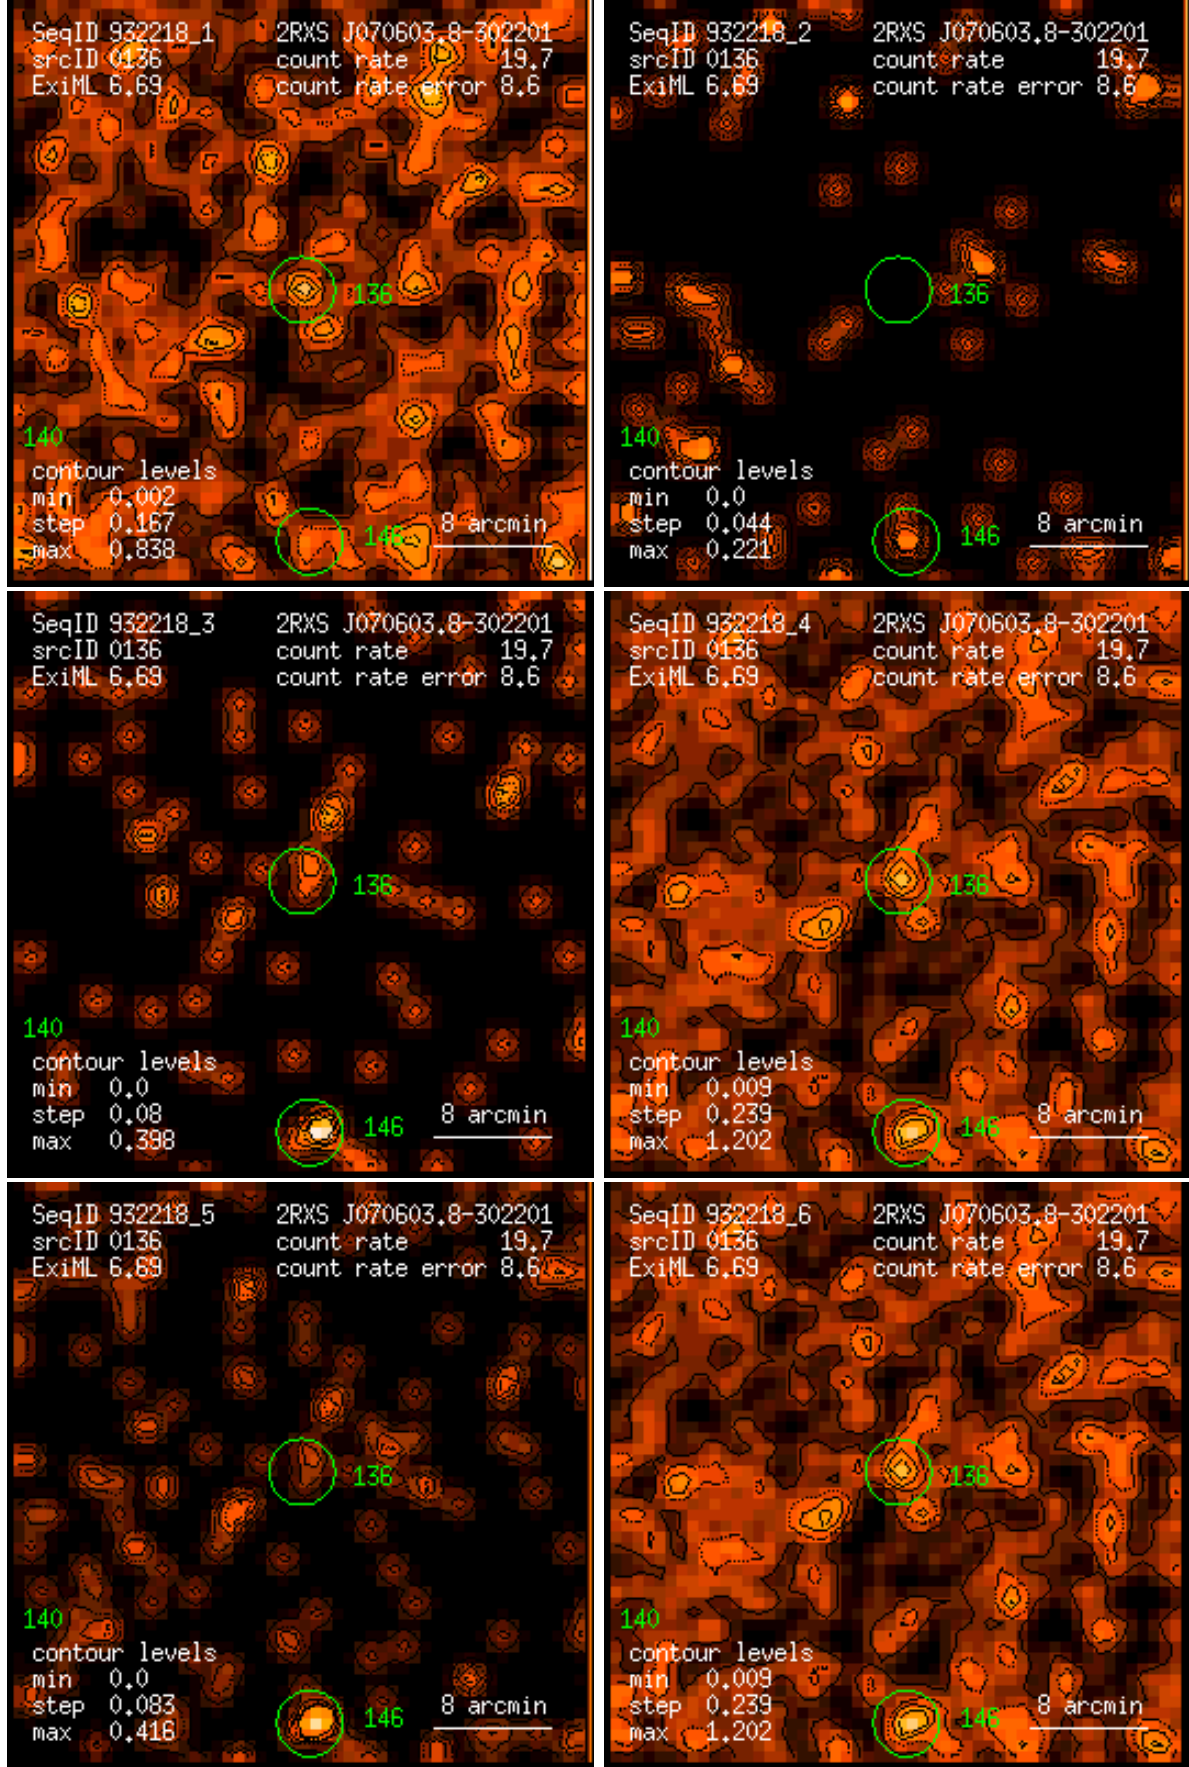 SeqID 932218_1 2RXS J070603.8-302201
srcID 0136 count rate 19.7
ExiML 6.69 count rate error 8.6
136
140
contour levels
min 0.002
step 0.167 146 8 arcmin
max 0.838
SeqID 932218_2 2RXS J070603.8-302201
srcID 0136 count rate 19.7
ExiML 6.69 count rate error 8.6
136
140
contour levels
min 0.0
step 0.044 146 8 arcmin
max 0.221
SeqID 932218_3 2RXS J070603.8-302201
srcID 0136 count rate 19.7
ExiML 6.69 count rate error 8.6
136
140
contour levels
min 0.0
step 0.08 146 8 arcmin
max 0.398
SeqID 932218_4 2RXS J070603.8-302201
srcID 0136 count rate 19.7
ExiML 6.69 count rate error 8.6
136
140
contour levels
min 0.009
step 0.239 146 8 arcmin
max 1.202
SeqID 932218_5 2RXS J070603.8-302201
srcID 0136 count rate 19.7
ExiML 6.69 count rate error 8.6
136
140
contour levels
min 0.0
step 0.083 146 8 arcmin
max 0.416
SeqID 932218_6 2RXS J070603.8-302201
srcID 0136 count rate 19.7
ExiML 6.69 count rate error 8.6
136
140
contour levels
min 0.009
step 0.239 146 8 arcmin
max 1.202